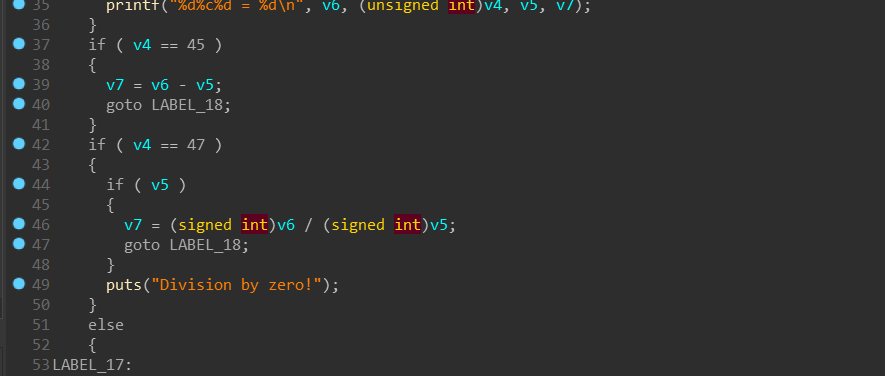 35 printf("%d%c%d = %d\n", v6, (unsigned int)v4, v5, v7);
36 }
37 if ( v4 == 45 )
38 {
39 v7 = v6 - v5;
40 goto LABEL_18;
41 }
42 if ( v4 == 47 )
43 {
44 if ( v5 )
45 {
46 v7 = (signed int)v6 / (signed int)v5;
47 goto LABEL_18;
48 }
49 puts("Division by zero!");
50 }
51 else
52 {
53 LABEL_17: